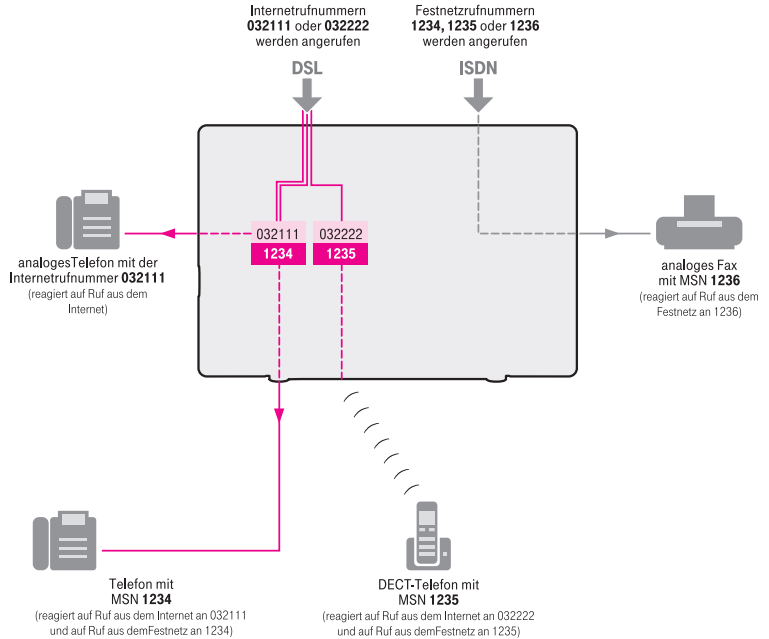 Internetrufnummern
032111 oder 032222
werden angerufen
DSL
Festnetzrufnummern
1234, 1235 oder 1236
werden angerufen
ISDN
032111
1234
032222
1235
analogesTelefon mit der
Internetrufnummer 032111
(reagiert auf Ruf aus dem
Internet)
analoges Fax
mit MSN 1236
(reagiert auf Ruf aus dem
Festnetz an 1236)
Telefon mit
MSN 1234
(reagiert auf Ruf aus dem Internet an 032111
und auf Ruf aus demFestnetz an 1234)
DECT-Telefon mit
MSN 1235
(reagiert auf Ruf aus dem Internet an 032222
und auf Ruf aus demFestnetz an 1235)